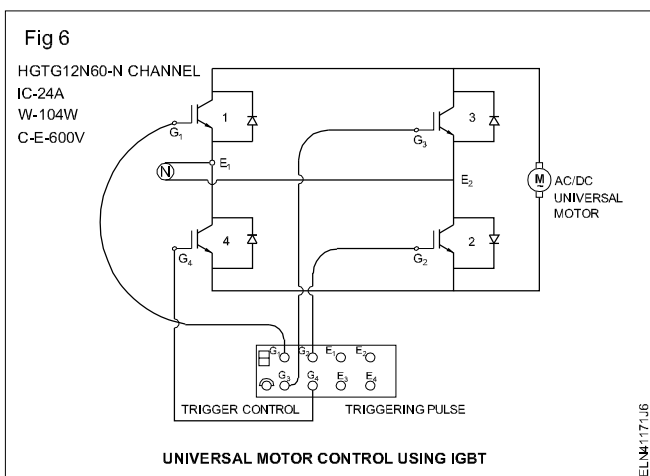 Fig 6
HGTG12N60-N CHANNEL
IC-24A
W-104W
C-E-600V
1
3
G1
G3
E1
N
E2
M
~
AC/DC
UNIVERSAL
MOTOR
4
2
G4
G2
G1 G2 E1 E2
G3 G4 E3 E4
TRIGGER CONTROL TRIGGERING PULSE
UNIVERSAL MOTOR CONTROL USING IGBT
ELN41171J6